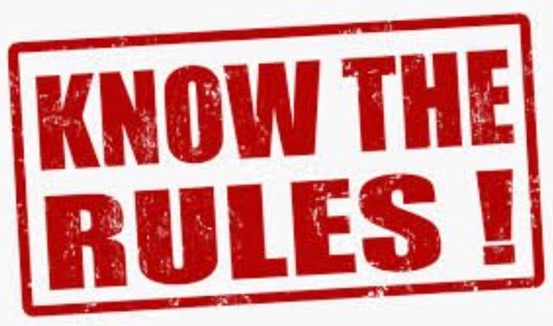 KNOW THE
RULES !